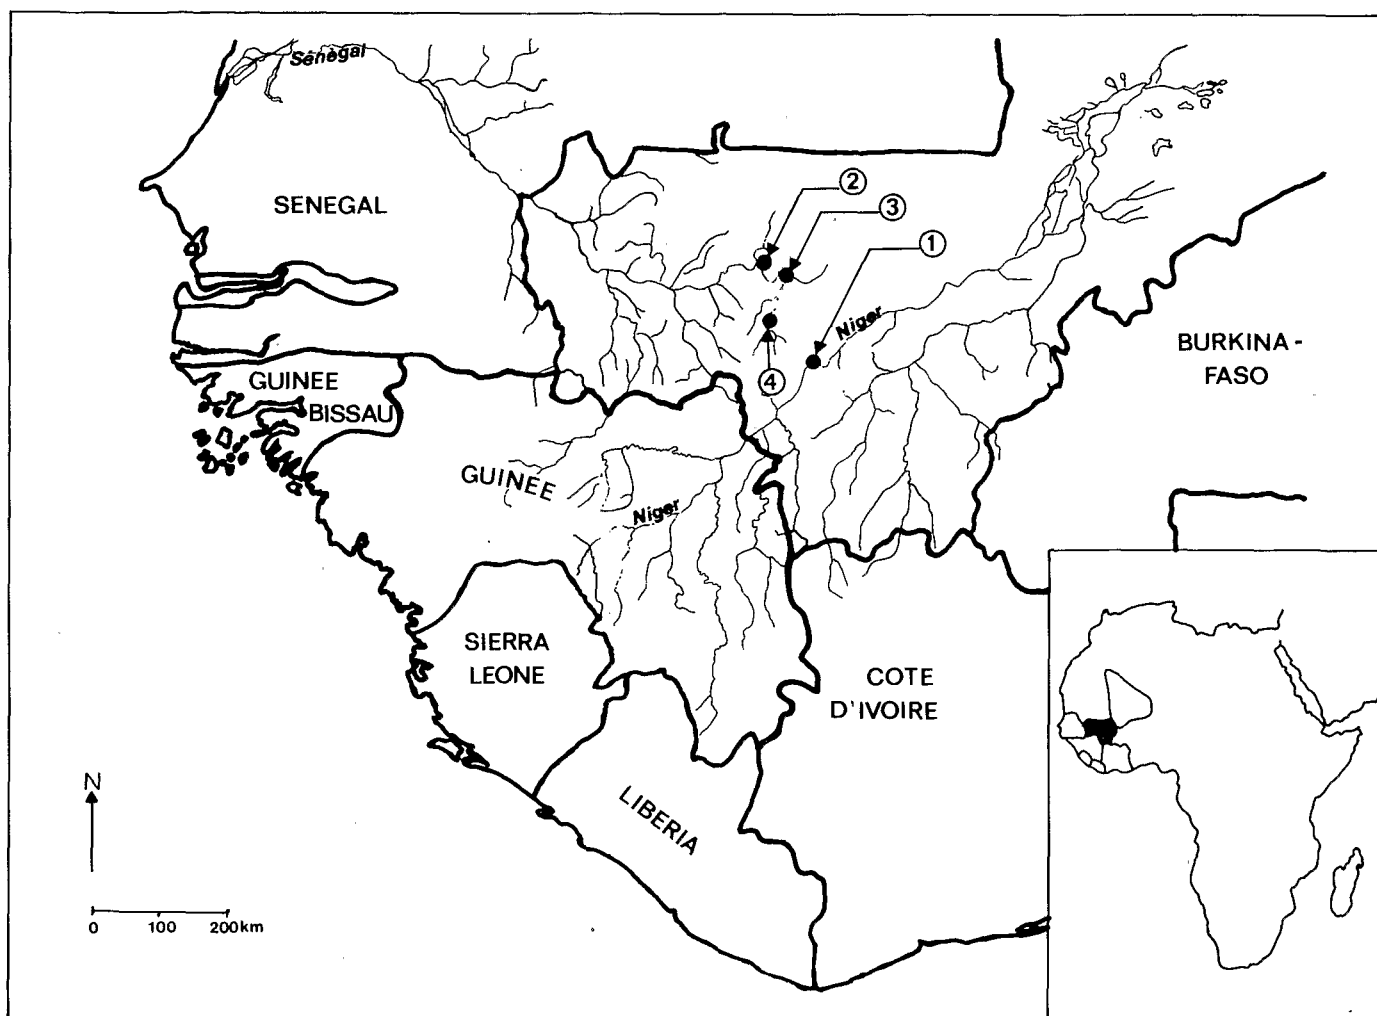 Sénègal
SENEGAL
②
③
①
Niger
④
BURKINA -
FASO
GUINEE
BISSAU
GUINEE
Niger
SIERRA
LEONE
COTE
D'IVOIRE
LIBERIA
N
0 100 200km